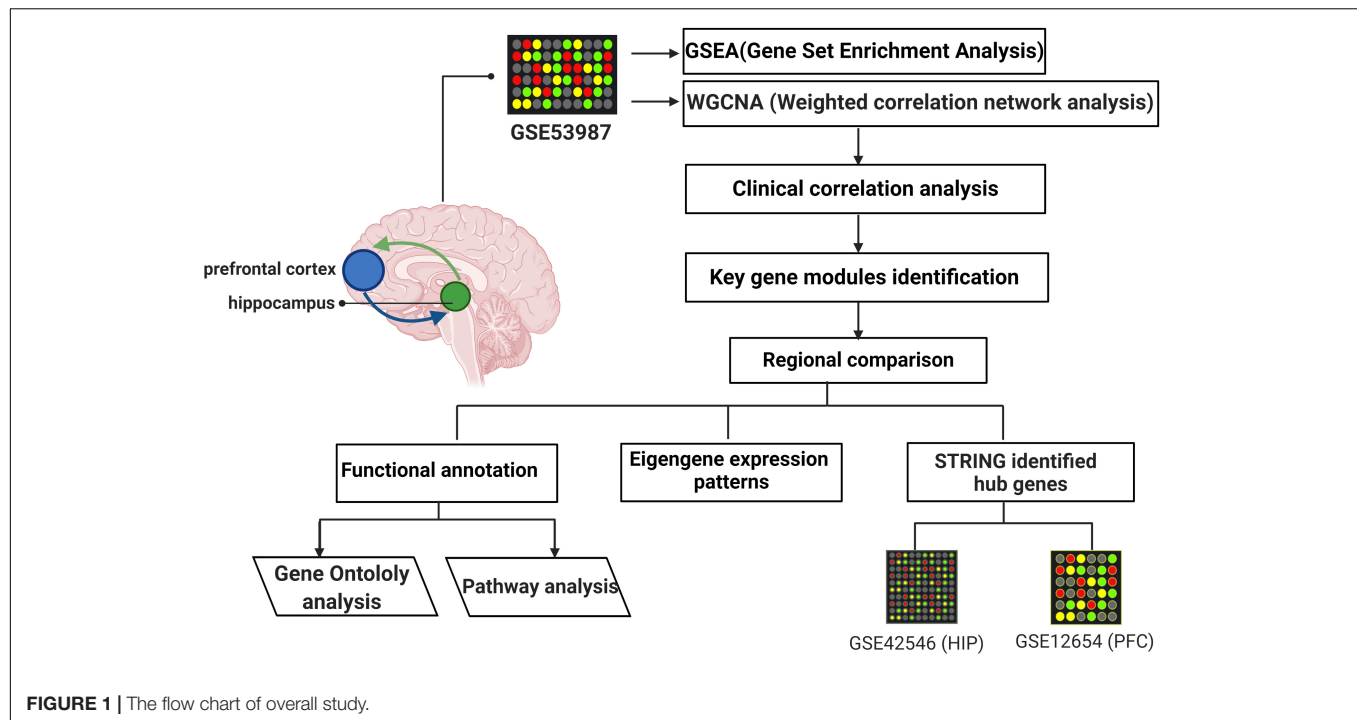 GSEA(Gene Set Enrichment Analysis)
WGCNA (Weighted correlation network analysis)
GSE53987
Clinical correlation analysis
prefrontal cortex
hippocampus
Key gene modules identification
Regional comparison
Functional annotation
Eigengene expression
patterns
STRING identified
hub genes
Gene Ontololy
analysis
Pathway analysis
GSE42546 (HIP)
GSE12654 (PFC)
FIGURE 1 | The flow chart of overall study.